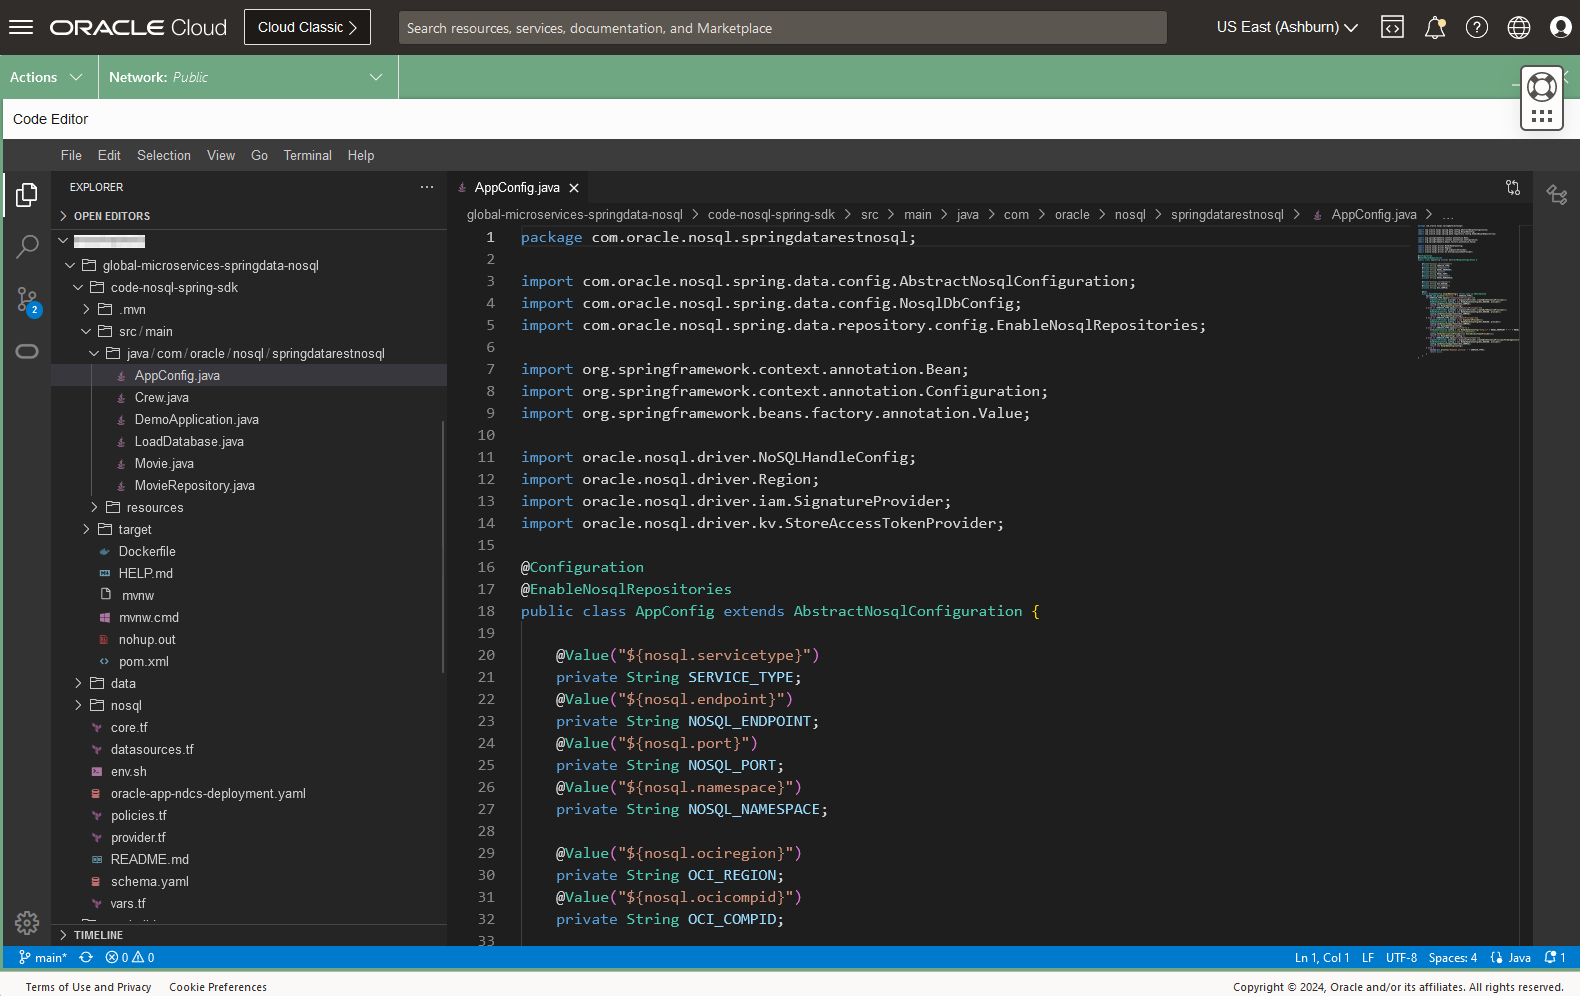 ORACLE Cloud
Cloud Classic
Search resources, services, documentation, and Marketplace
US East (Ashburn)
Actions
Network: Public
Code Editor
File Edit Selection View Go Terminal Help
EXPLORER
AppConfig.java
OPEN EDITORS
global-microservices-springdata-nosql > code-nosql-spring-sdk > src > main > java > com > oracle > nosql > springdatarestnosql > AppConfig.java > ...
global-microservices-springdata-nosql
code-nosql-spring-sdk
.mvn
src / main
java / com / oracle / nosql / springdatarestnosql
AppConfig.java
Crew.java
DemoApplication.java
LoadDatabase.java
Movie.java
MovieRepository.java
resources
target
Dockerfile
HELP.md
mvnw
mvnw.cmd
nohup.out
pom.xml
data
nosql
core.tf
datasources.tf
env.sh
oracle-app-ndcs-deployment.yaml
policies.tf
provider.tf
README.md
schema.yaml
vars.tf
TIMELINE
2
1 package com.oracle.nosql.springdatarestnosql;
2
3 import com.oracle.nosql.spring.data.config.AbstractNosqlConfiguration;
4 import com.oracle.nosql.spring.data.config.NosqlDbConfig;
5 import com.oracle.nosql.spring.data.repository.config.EnableNosqlRepositories;
6
7 import org.springframework.context.annotation.Bean;
8 import org.springframework.context.annotation.Configuration;
9 import org.springframework.beans.factory.annotation.Value;
10
11 import oracle.nosql.driver.NoSQLHandleConfig;
12 import oracle.nosql.driver.Region;
13 import oracle.nosql.driver.iam.SignatureProvider;
14 import oracle.nosql.driver.kv.StoreAccessTokenProvider;
15
16 @Configuration
17 @EnableNosqlRepositories
18 public class AppConfig extends AbstractNosqlConfiguration {
19
20 @Value("${nosql.servicetype}")
21 private String SERVICE_TYPE;
22 @Value("${nosql.endpoint}")
23 private String NOSQL_ENDPOINT;
24 @Value("${nosql.port}")
25 private String NOSQL_PORT;
26 @Value("${nosql.namespace}")
27 private String NOSQL_NAMESPACE;
28
29 @Value("${nosql.ociregion}")
30 private String OCI_REGION;
31 @Value("${nosql.ocicompid}")
32 private String OCI_COMPID;
33
main* 0 0
Ln 1, Col 1 LF UTF-8 Spaces: 4 Java 1
Terms of Use and Privacy Cookie Preferences
Copyright © 2024, Oracle and/or its affiliates. All rights reserved.